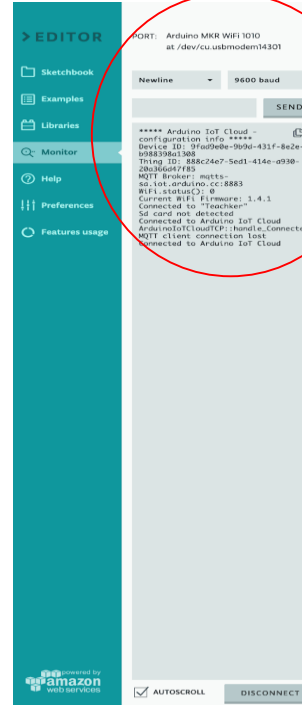 >EDITOR
Sketchbook
Examples
Libraries
Monitor
Help
Preferences
Features usage
powered by
amazon
web services
PORT: Arduino MKR WiFi 1010
at /dev/cu.usbmodem14301
Newline
9600 baud
SEND
***** Arduino IoT Cloud -
configuration info *****
Device ID: 9fad9e0e-9b9d-431f-8e2e-
b988398a1308
Thing ID: 888c24e7-5ed1-414e-a930-
20a366d47f85
MQTT Broker: mqtts-
sa.iot.arduino.cc:8883
WiFi.status(): 0
Current WiFi Firmware: 1.4.1
Connected to "Teachker"
Sd card not detected
Connected to Arduino IoT Cloud
ArduinoIoTCloudTCP::handle_Connecte
MQTT client connection lost
Connected to Arduino IoT Cloud
AUTOSCROLL
DISCONNECT